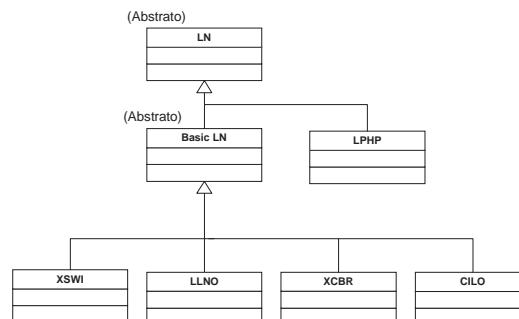 (Abstrato)
LN
(Abstrato)
Basic LN
LPHP
XSWI
LLNO
XCBR
CILO